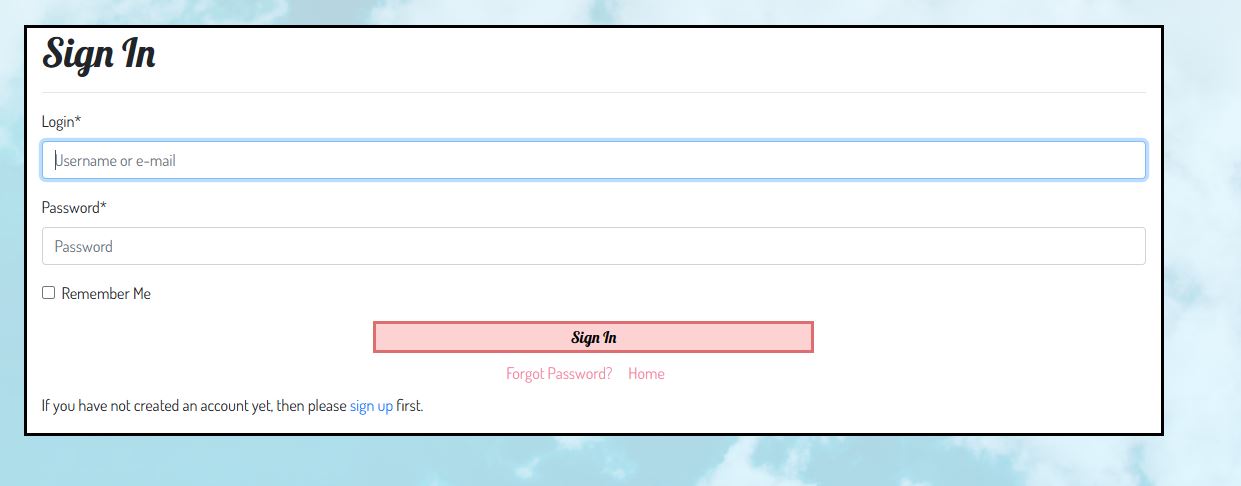 Sign In
Login*
Username or e-mail
Password*
Password
Remember Me
Sign In
Forgot Password? Home
If you have not created an account yet, then please sign up first.